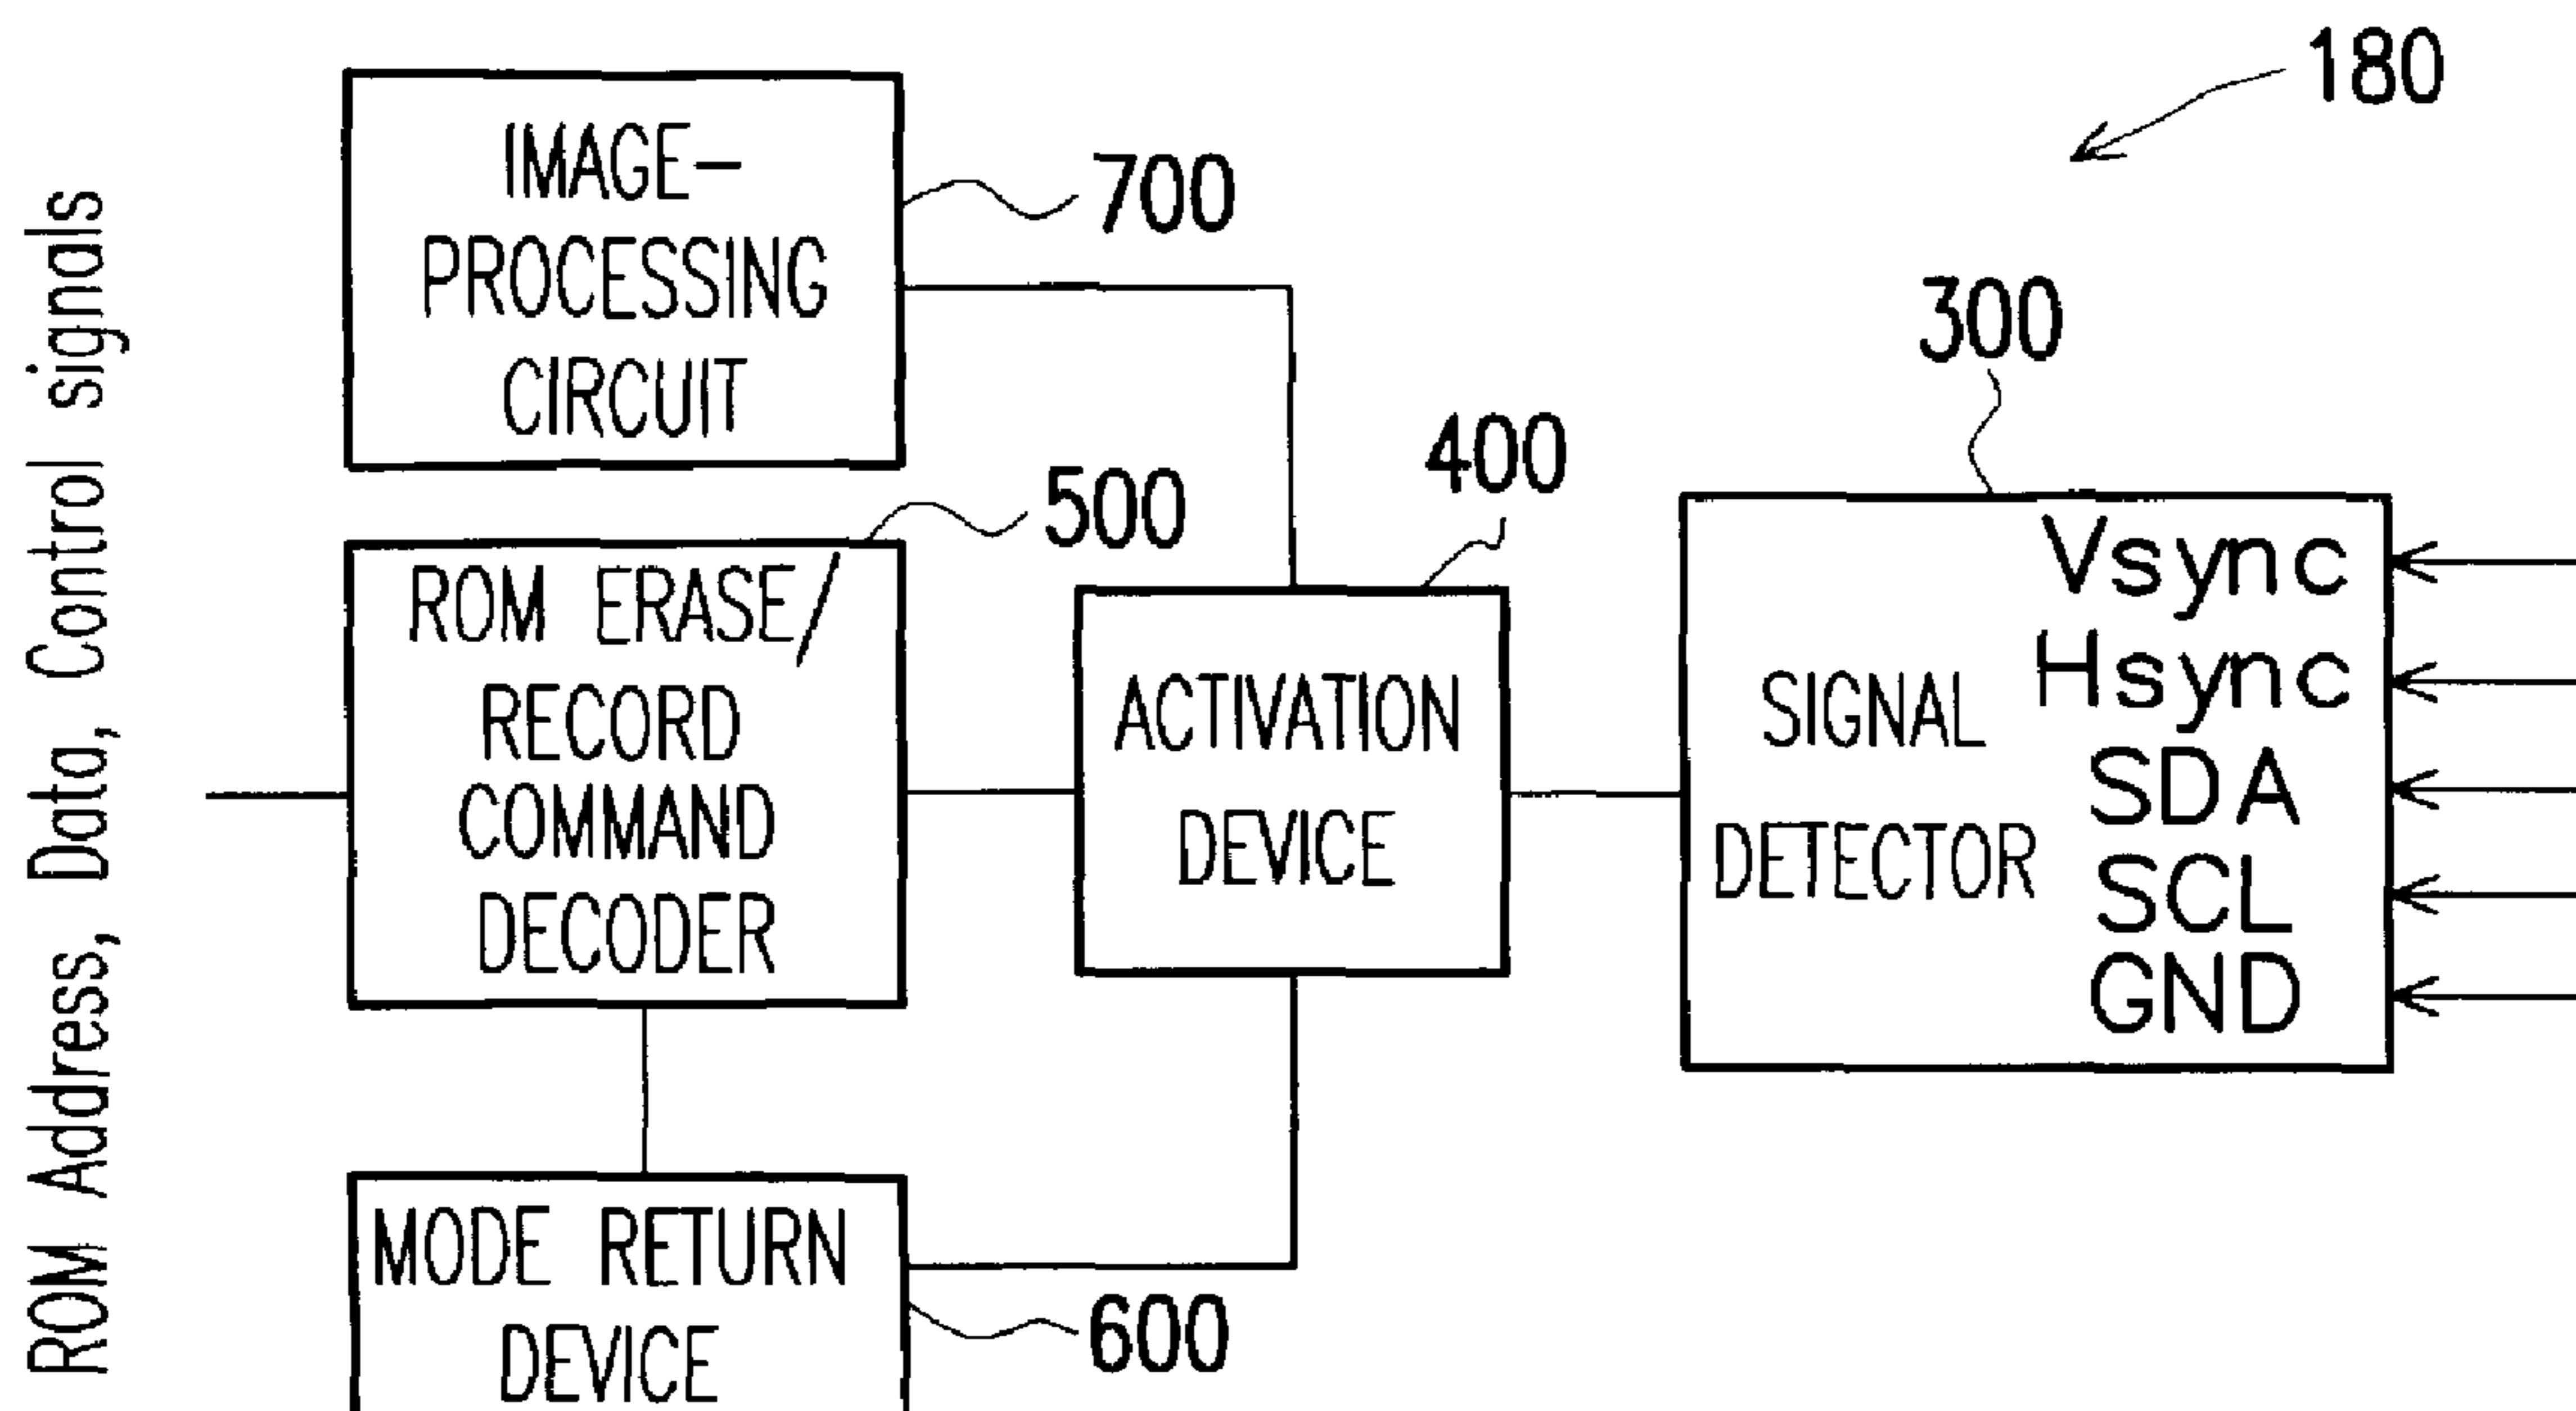 180
IMAGE-
PROCESSING
CIRCUIT
700
300
400
500
ROM ERASE/
RECORD
COMMAND
DECODER
ACTIVATION
DEVICE
SIGNAL
DETECTOR
Vsync
Hsync
SDA
SCL
GND
MODE RETURN
DEVICE
600
ROM Address, Data, Control signals